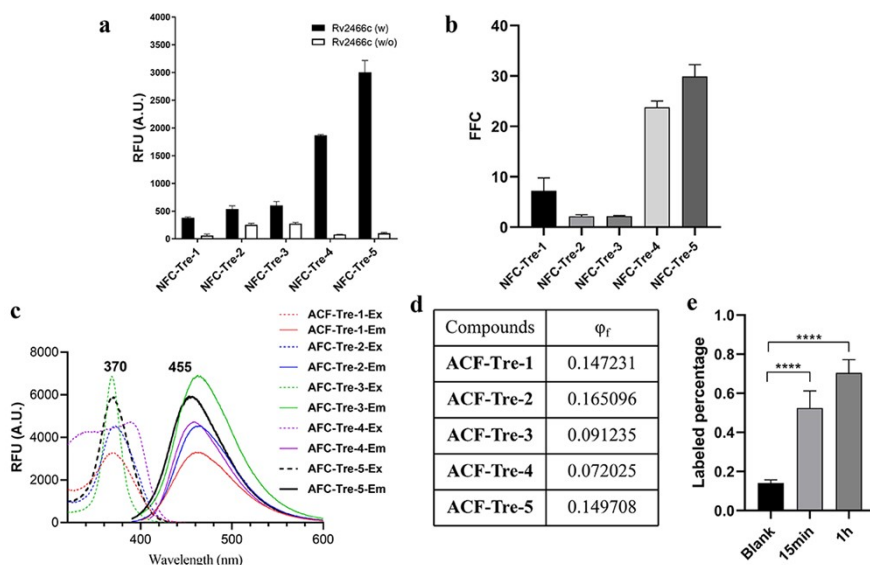 a
4000
3500
3000
2500
2000
1500
1000
500
0
RFU (A.U.)
Rv2466c (w)
Rv2466c (w/o)
NFC-Tre-1
NFC-Tre-2
NFC-Tre-3
NFC-Tre-4
NFC-Tre-5
b
40
30
20
10
0
FFC
NFC-Tre-1
NFC-Tre-2
NFC-Tre-3
NFC-Tre-4
NFC-Tre-5
c
8000
6000
4000
2000
0
RFU (A.U.)
370
455
400
500
600
Wavelength (nm)
ACF-Tre-1-Ex
ACF-Tre-1-Em
AFC-Tre-2-Ex
AFC-Tre-2-Em
AFC-Tre-3-Ex
AFC-Tre-3-Em
AFC-Tre-4-Ex
AFC-Tre-4-Em
AFC-Tre-5-Ex
AFC-Tre-5-Em
d
Compounds φf
ACF-Tre-1 0.147231
ACF-Tre-2 0.165096
ACF-Tre-3 0.091235
ACF-Tre-4 0.072025
ACF-Tre-5 0.149708
e
1.0
0.8
0.6
0.4
0.2
0.0
Labeled percentage
****
****
Blank
15min
1h